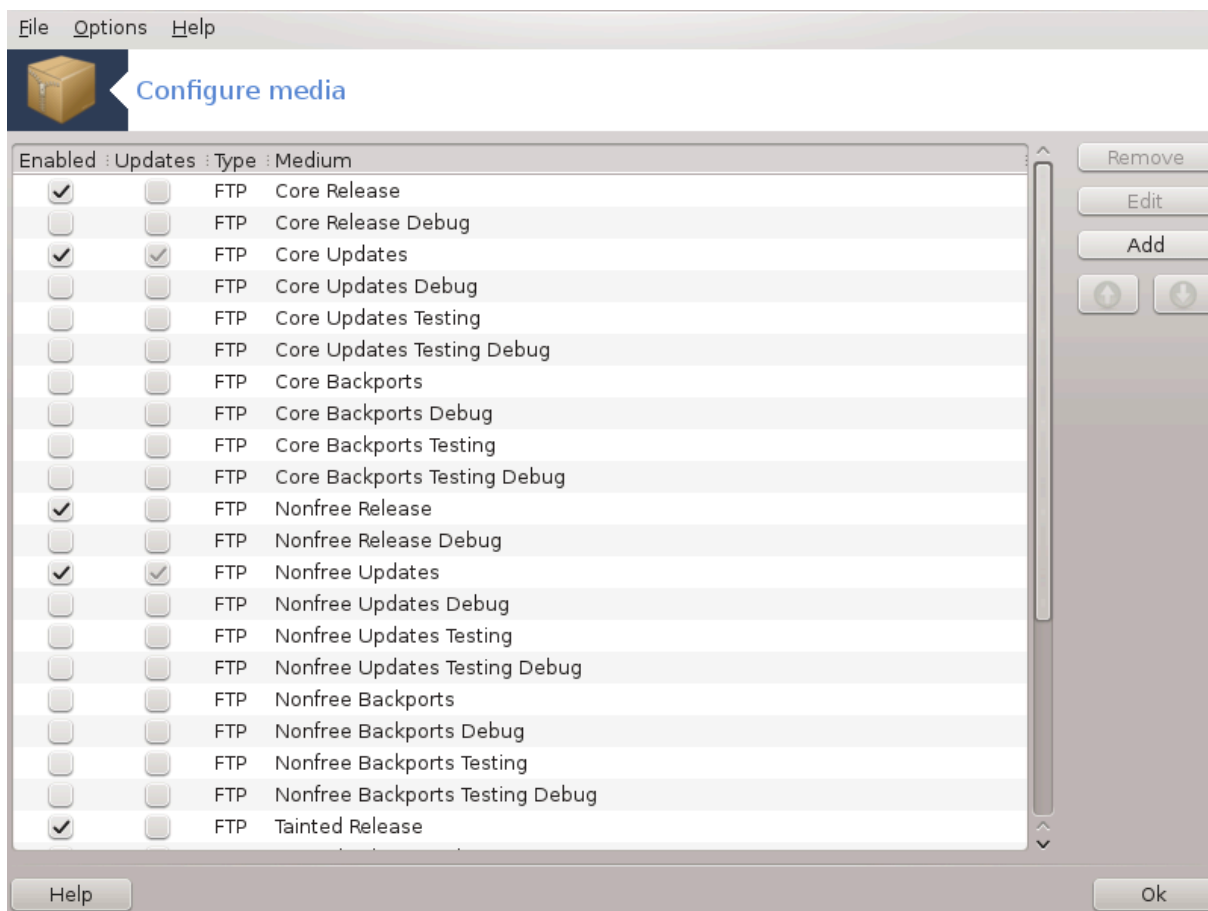 File Options Help
Configure media
Enabled Updates Type Medium
Remove
FTP Core Release
Edit
FTP Core Release Debug
Add
FTP Core Updates
FTP Core Updates Debug
FTP Core Updates Testing
FTP Core Updates Testing Debug
FTP Core Backports
FTP Core Backports Debug
FTP Core Backports Testing
FTP Core Backports Testing Debug
FTP Nonfree Release
FTP Nonfree Release Debug
FTP Nonfree Updates
FTP Nonfree Updates Debug
FTP Nonfree Updates Testing
FTP Nonfree Updates Testing Debug
FTP Nonfree Backports
FTP Nonfree Backports Debug
FTP Nonfree Backports Testing
FTP Nonfree Backports Testing Debug
FTP Tainted Release
Help
Ok